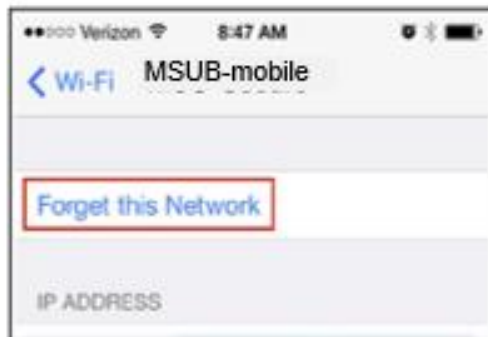 Verizon 8:47 AM
Wi-Fi MSUB-mobile
Forget this Network
IP ADDRESS